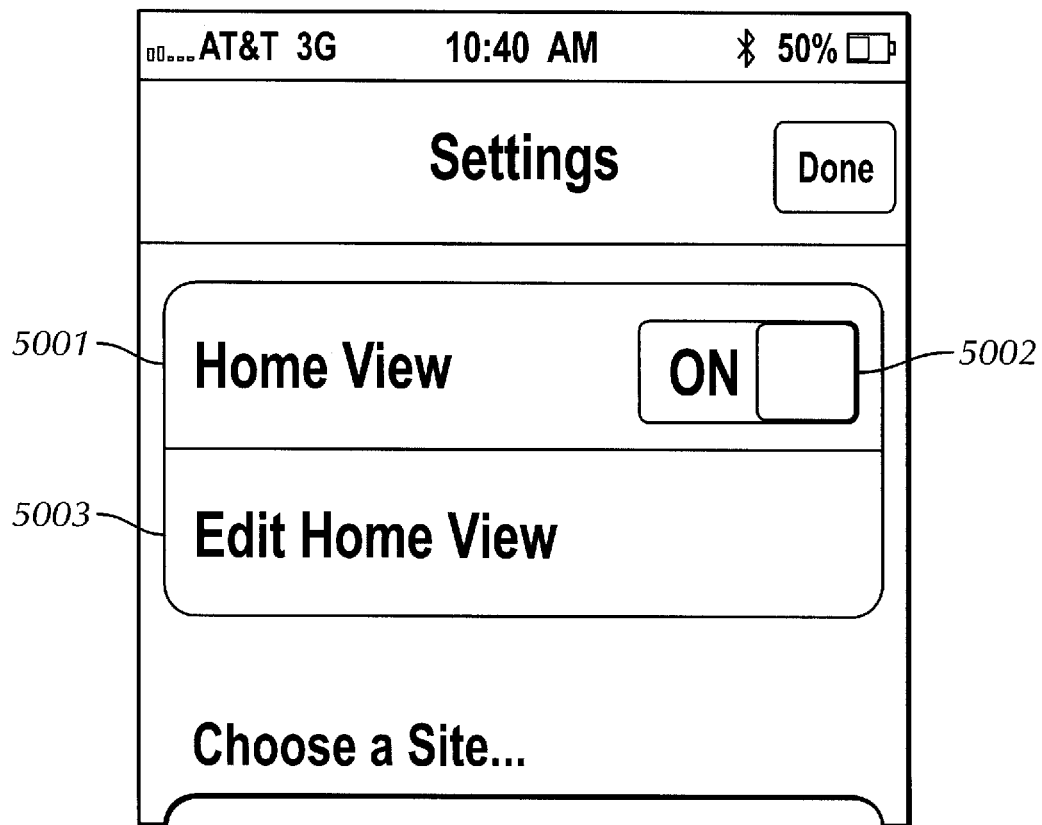 AT&T 3G 10:40 AM 50%
Settings Done
5001 Home View ON 5002
5003 Edit Home View
Choose a Site...